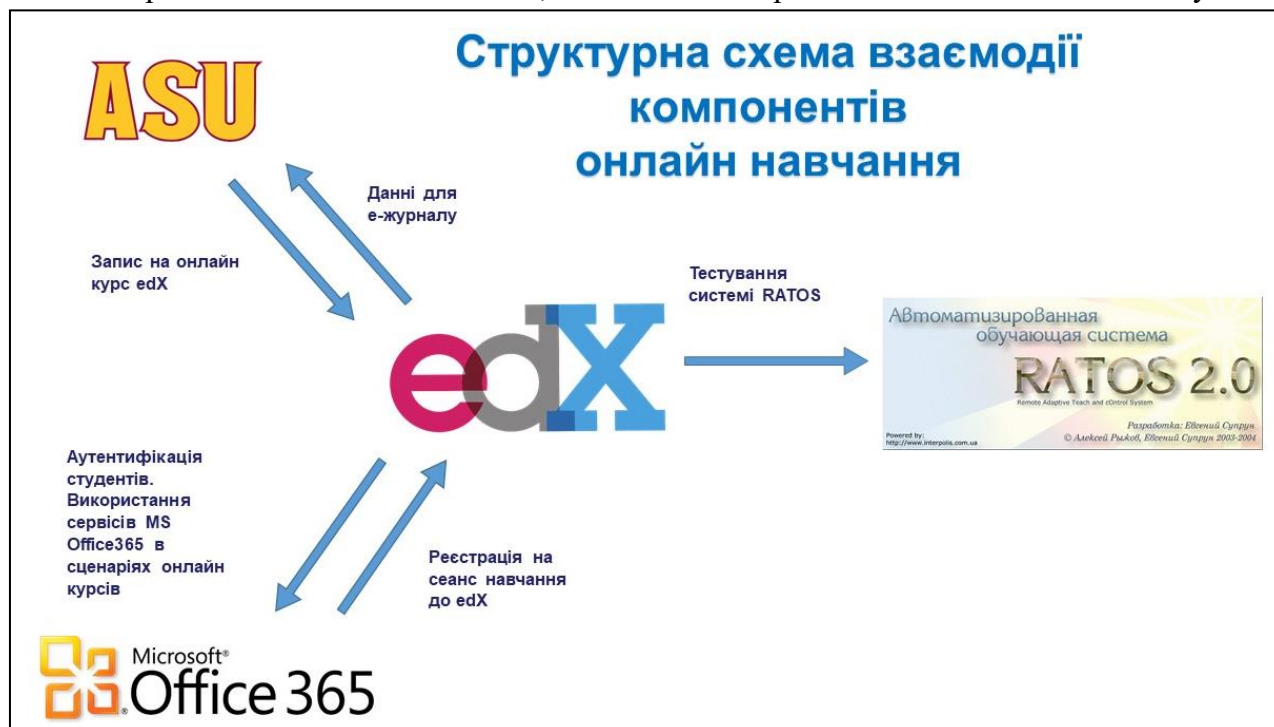 Структурна схема взаємодії
компонентів
онлайн навчання
ASU
Данні для
е-журналу
Запис на онлайн
курс edX
Тестування
системі RATOS
edX
Автоматизированная
обучающая система
RATOS 2.0
Remote Adaptive Teach and cOntrol System
Powered by:
http://www.interpolis.com.ua
Разработка: Евгений Супрун
© Алексей Рыжов, Евгений Супрун 2003-2004
Аутентифікація
студентів.
Використання
сервісів MS
Office365 в
сценаріях онлайн
курсів
Реєстрація на
сеанс навчання
до edX
Microsoft®
Office 365